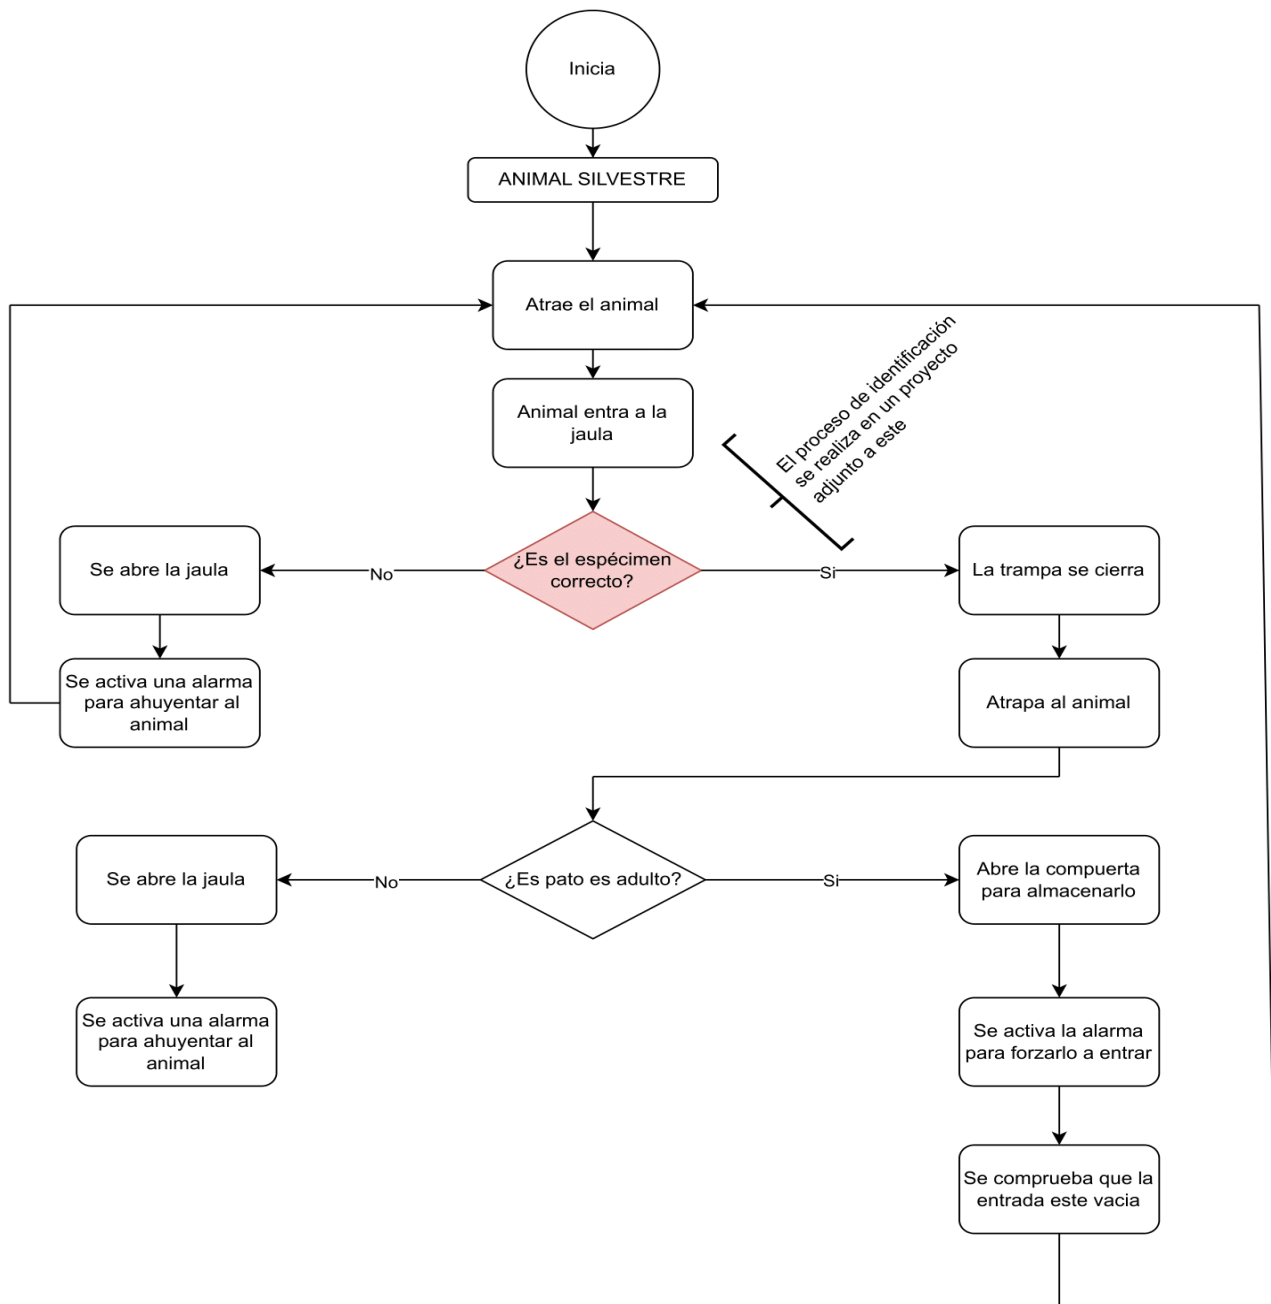 Inicia
ANIMAL SILVESTRE
Atrae el animal
Animal entra a la
jaula
El proceso de identificación
se realiza en un proyecto
adjunto a este
Se abre la jaula
No
¿Es el espécimen
correcto?
Si
La trampa se cierra
Se activa una alarma
para ahuyentar al
animal
Atrapa al animal
Se abre la jaula
No
¿Es pato es adulto?
Si
Abre la compuerta
para almacenarlo
Se activa una alarma
para ahuyentar al
animal
Se activa la alarma
para forzarlo a entrar
Se comprueba que la
entrada este vacia